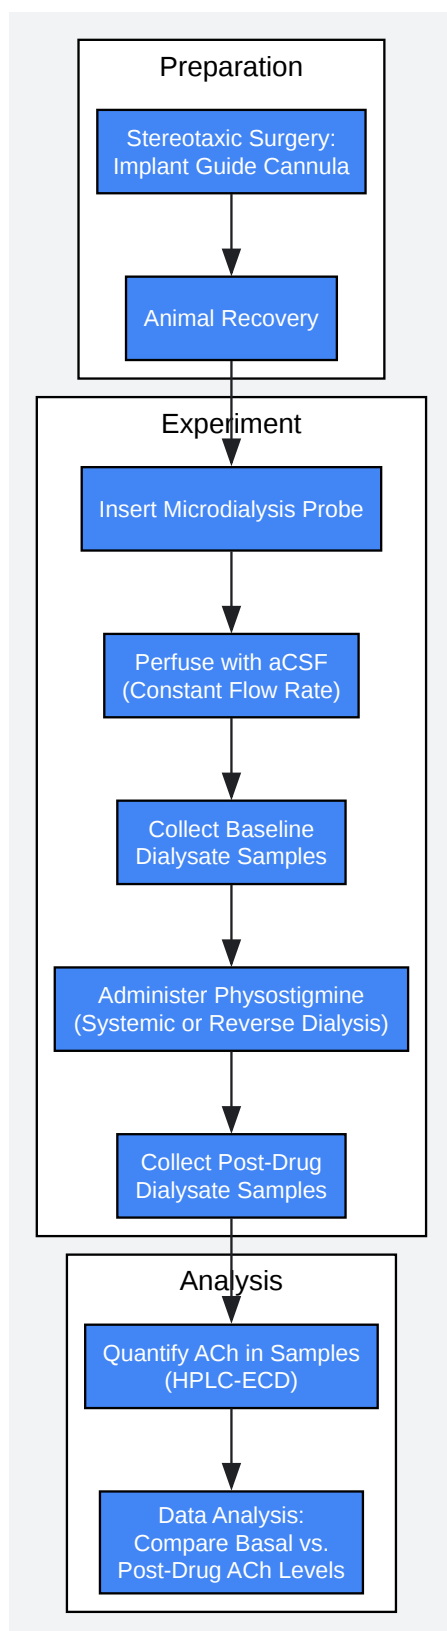 Preparation
Stereotaxic Surgery:
Implant Guide Cannula
Animal Recovery
Experiment
Insert Microdialysis Probe
Perfuse with aCSF
(Constant Flow Rate)
Collect Baseline
Dialysate Samples
Administer Physostigmine
(Systemic or Reverse Dialysis)
Collect Post-Drug
Dialysate Samples
Analysis
Quantify ACh in Samples
(HPLC-ECD)
Data Analysis:
Compare Basal vs.
Post-Drug ACh Levels